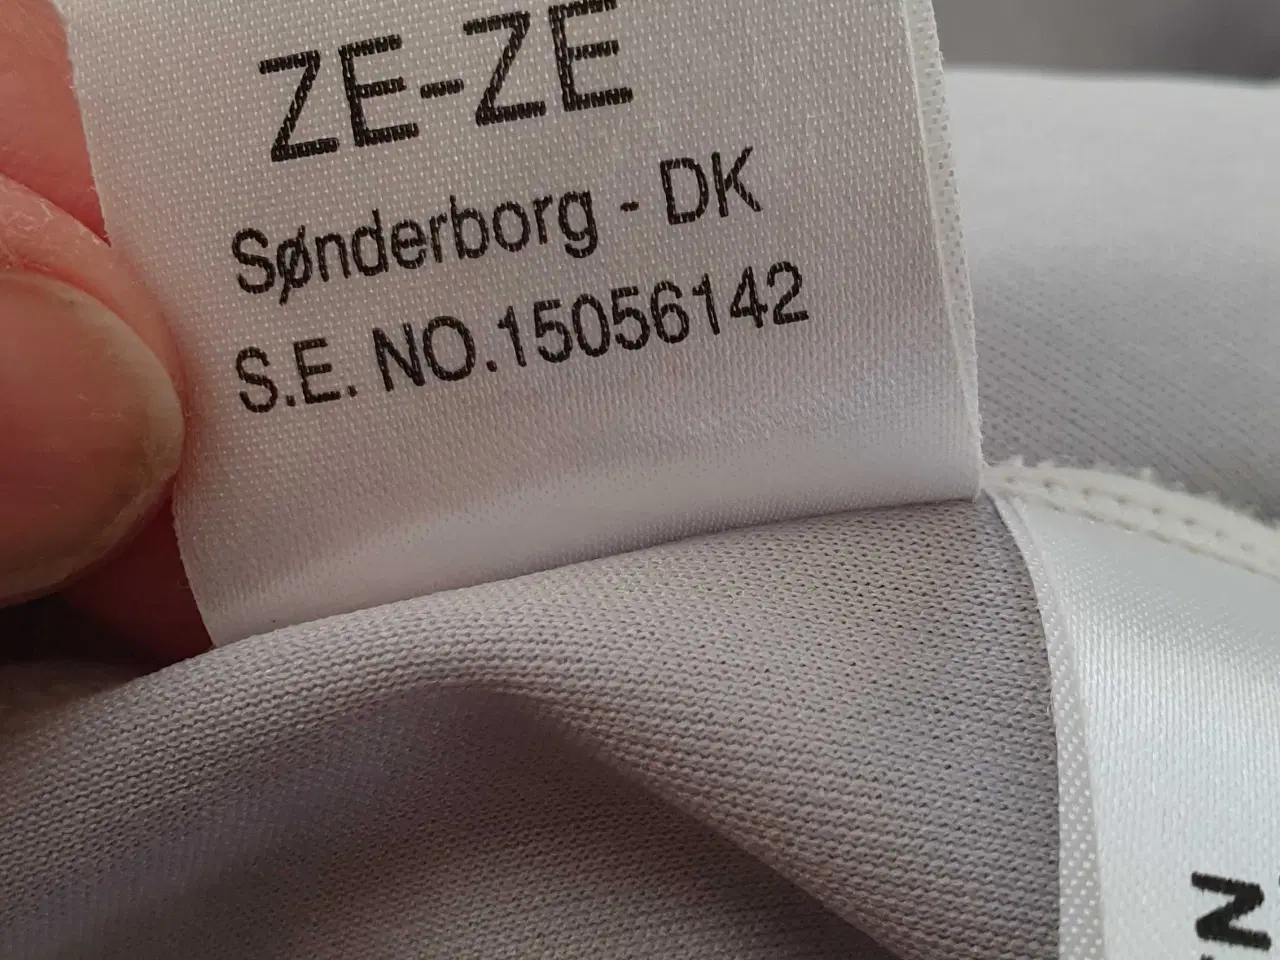 ZE-ZE
Sønderborg - DK
S.E. NO.15056142
N